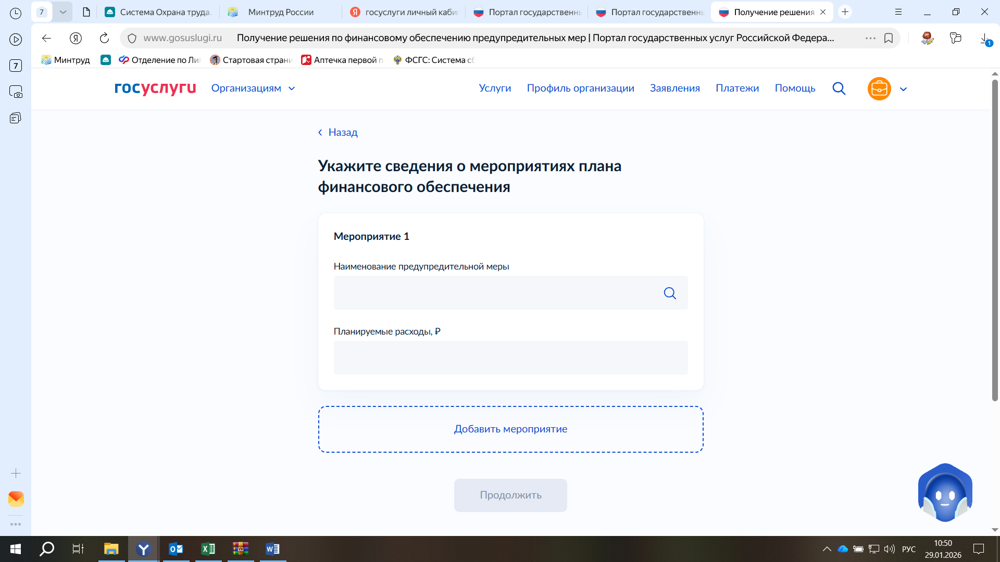 7
Система Охрана труда.
Минтруд России
госуслуги личный каби
Портал государственны
Портал государственны
Получение решения
www.gosuslugi.ru
Получение решения по финансовому обеспечению предупредительных мер | Портал государственных услуг Российской Федера...
1
Минтруд
Отделение по Ли
Стартовая страни
Аптечка первой п
ФСГС: Система сб
7
госуслуги
Организациям
Услуги
Профиль организации
Заявления
Платежи
Помощь
Назад
Укажите сведения о мероприятиях плана
финансового обеспечения
Мероприятие 1
Наименование предупредительной меры
Планируемые расходы, ₽
Добавить мероприятие
Продолжить
РУС
10:50
29.01.2026